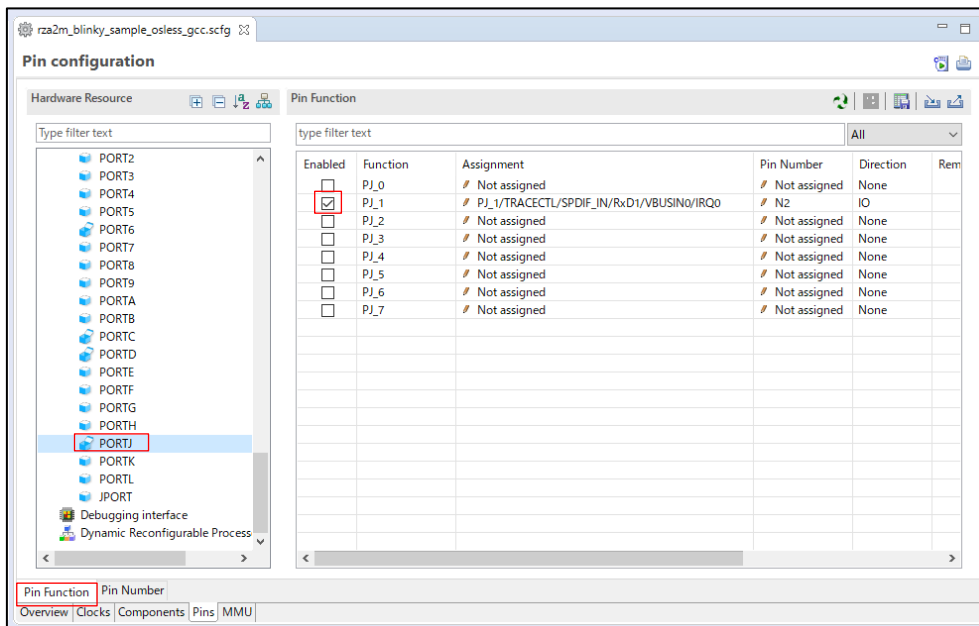 rza2m_blinky_sample_osless_gcc.scfg
Pin configuration
Hardware Resource
Type filter text
PORT2
PORT3
PORT4
PORT5
PORT6
PORT7
PORT8
PORT9
PORTA
PORTB
PORTC
PORTD
PORTE
PORTF
PORTG
PORTH
PORTJ
PORTK
PORTL
JPORT
Debugging interface
Dynamic Reconfigurable Process
Pin Function
type filter text All
Enabled Function Assignment Pin Number Direction Rem
PJ_0 Not assigned Not assigned None
PJ_1 PJ_1/TRACECTL/SPDIF_IN/RxD1/VBUSIN0/IRQ0 N2 IO
PJ_2 Not assigned Not assigned None
PJ_3 Not assigned Not assigned None
PJ_4 Not assigned Not assigned None
PJ_5 Not assigned Not assigned None
PJ_6 Not assigned Not assigned None
PJ_7 Not assigned Not assigned None
Pin Function Pin Number
Overview Clocks Components Pins MMU